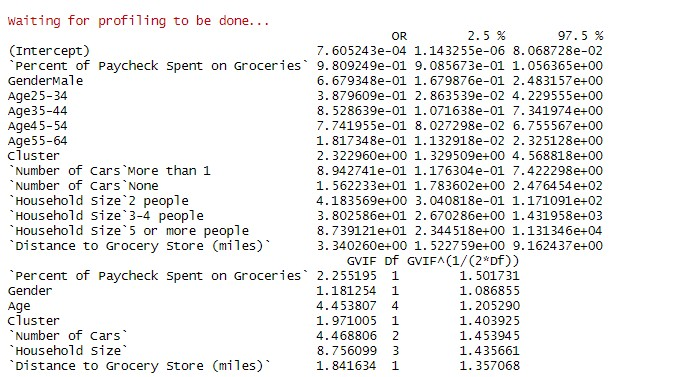 Waiting for profiling to be done...
OR 2.5 % 97.5 %
(Intercept) 7.605243e-04 1.143255e-06 8.068728e-02
`Percent of Paycheck Spent on Groceries` 9.809249e-01 9.085673e-01 1.056365e+00
GenderMale 6.679348e-01 1.679876e-01 2.483157e+00
Age25-34 3.879609e-01 2.863539e-02 4.229555e+00
Age35-44 8.528639e-01 1.071638e-01 7.341974e+00
Age45-54 7.741955e-01 8.027298e-02 6.755567e+00
Age55-64 1.817348e-01 1.132918e-02 2.325128e+00
Cluster 2.322960e+00 1.329509e+00 4.568818e+00
`Number of Cars`More than 1 8.942741e-01 1.176304e-01 7.422298e+00
`Number of Cars`None 1.562233e+01 1.783602e+00 2.476454e+02
`Household Size`2 people 4.183569e+00 3.040818e-01 1.171091e+02
`Household Size`3-4 people 3.802586e+01 2.670286e+00 1.431958e+03
`Household Size`5 or more people 8.739121e+01 2.344518e+00 1.131346e+04
`Distance to Grocery Store (miles)` 3.340260e+00 1.522759e+00 9.162437e+00
GVIF Df GVIF^(1/(2*Df))
`Percent of Paycheck Spent on Groceries` 2.255195 1 1.501731
Gender 1.181254 1 1.086855
Age 4.453807 4 1.205290
Cluster 1.971005 1 1.403925
`Number of Cars` 4.468806 2 1.453945
`Household Size` 8.756099 3 1.435661
`Distance to Grocery Store (miles)` 1.841634 1 1.357068